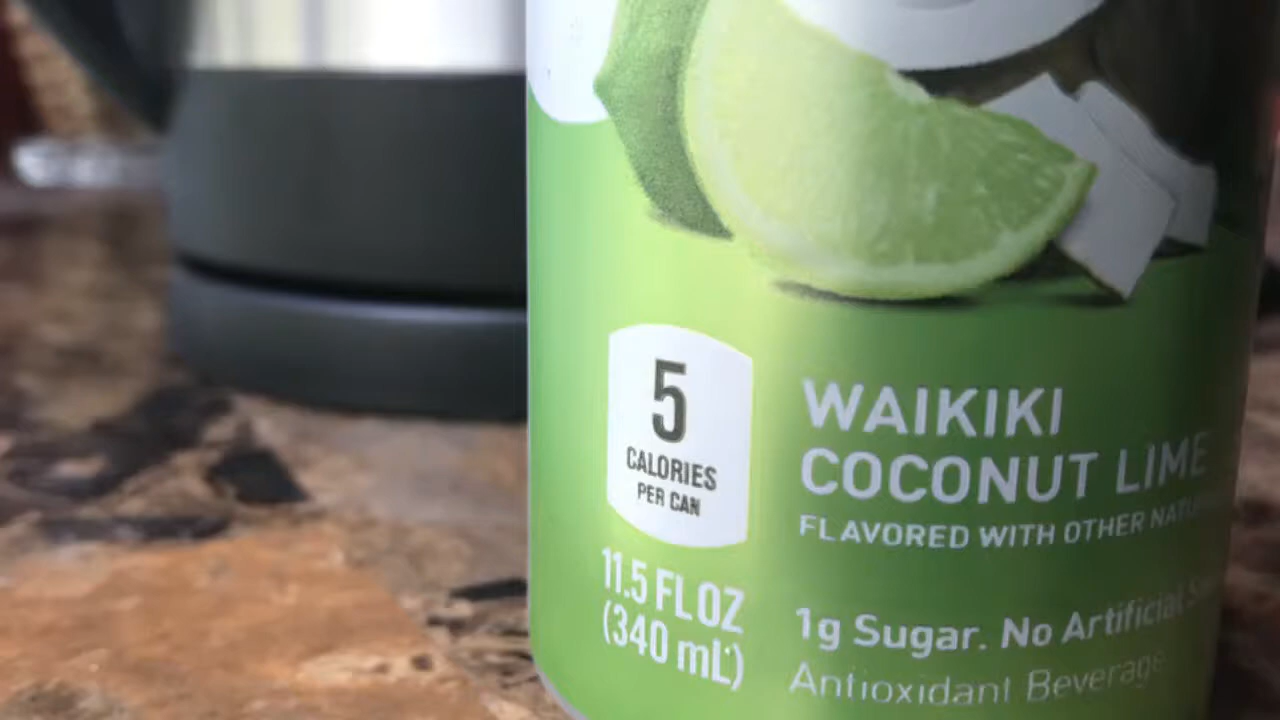 5
CALORIES
PER CAN
11.5 FL OZ
(340 mL)
WAIKIKI
COCONUT LIME
FLAVORED WITH OTHER
1g Sugar. No Artificial
Antioxidant Beverage